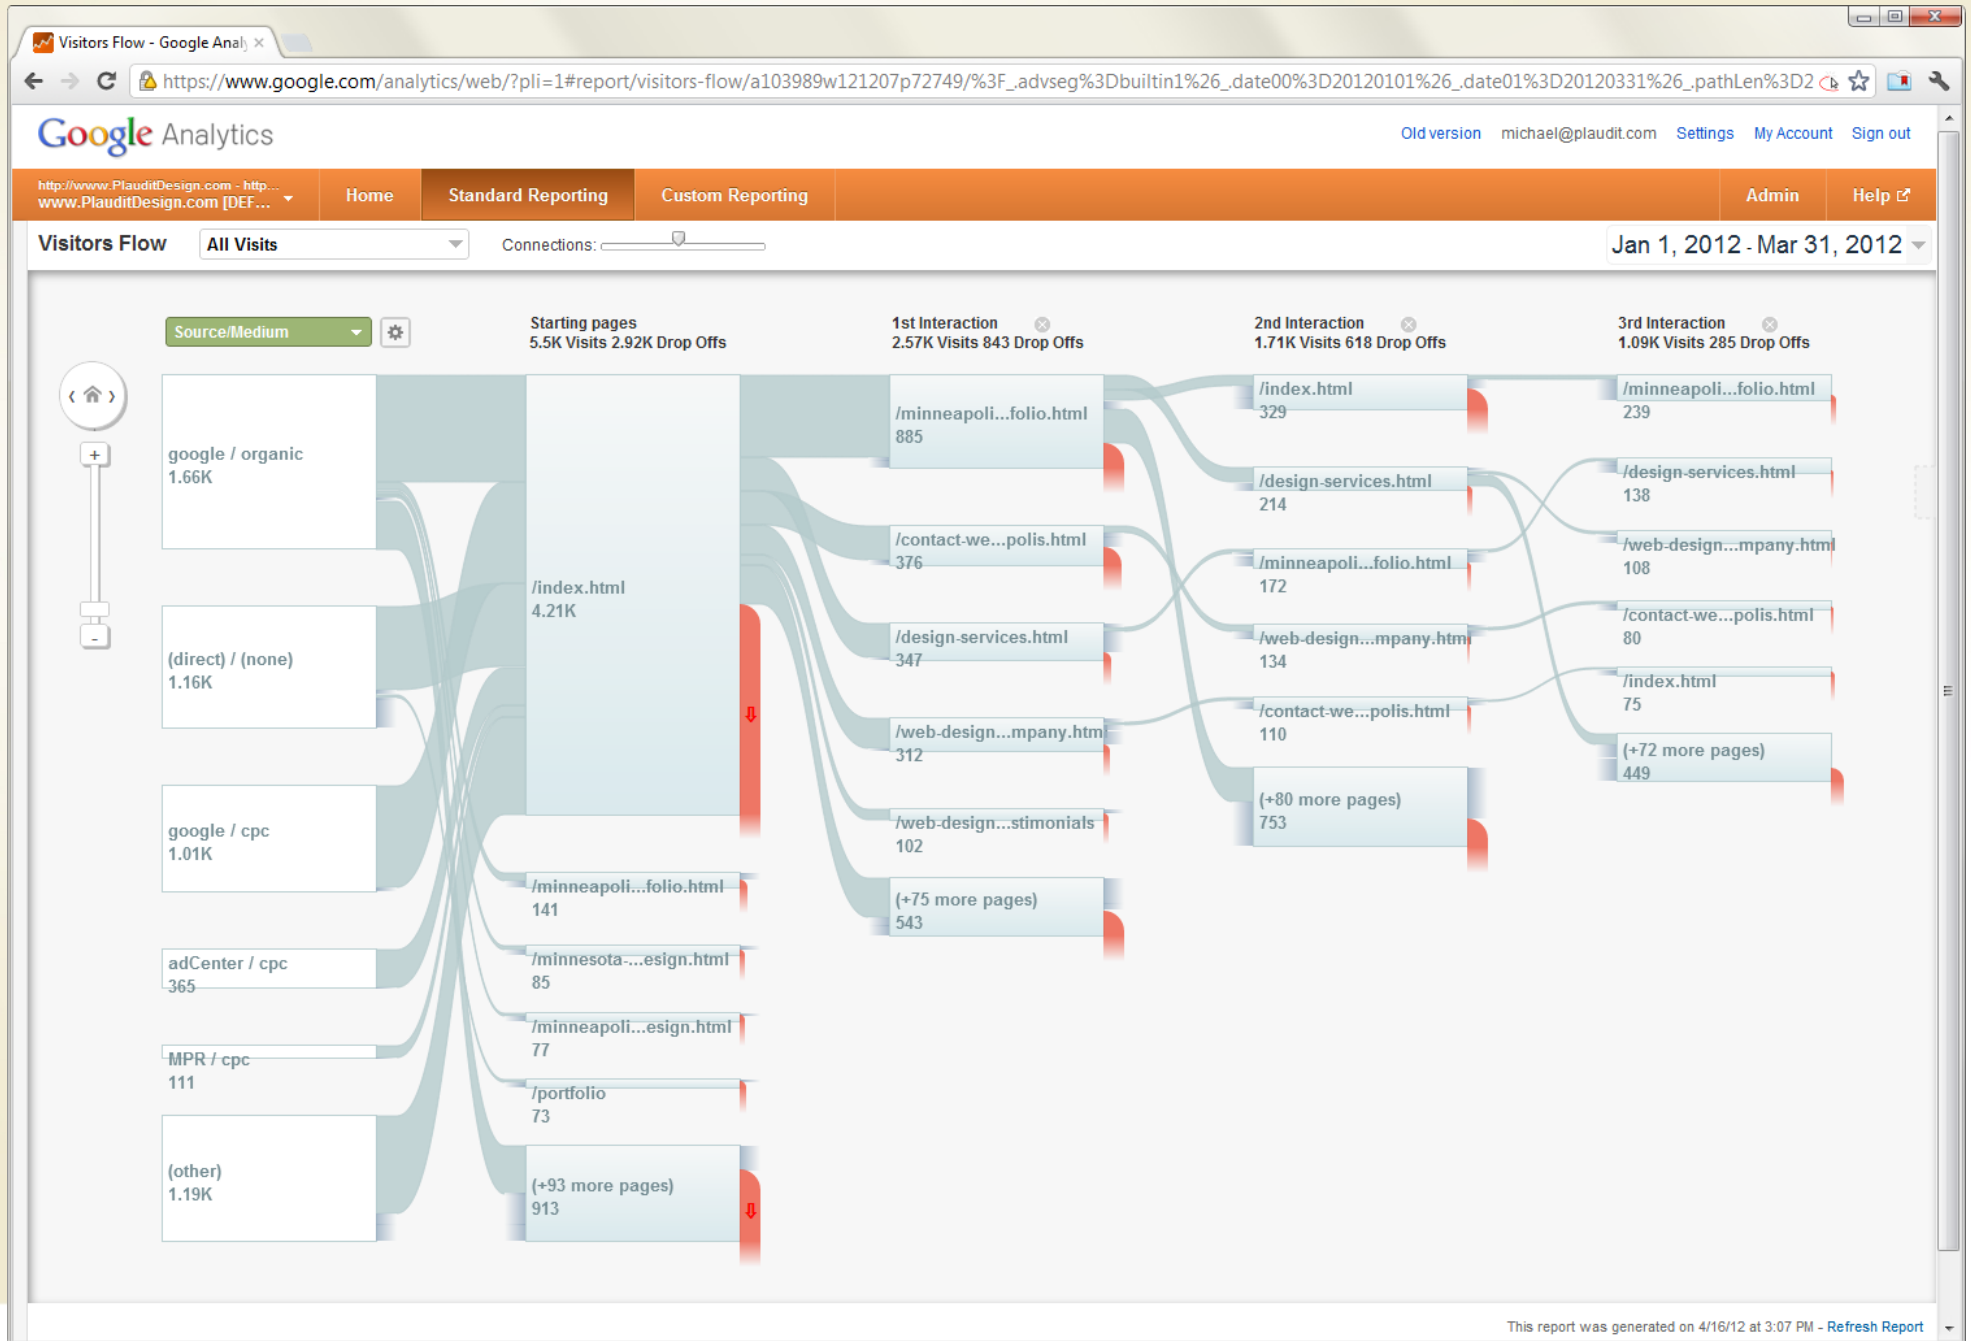 Visitors Flow - Google Analy
https://www.google.com/analytics/web/?pli=1#report/visitors-flow/a103989w121207p72749/%3F_.advseg%3Dbuiltin1%26_.date00%3D20120101%26_.date01%3D20120331%26_.pathLen%3D2
Google Analytics
Old version michael@plaudit.com Settings My Account Sign out
http://www.PlauditDesign.com - http...
www.PlauditDesign.com [DEF...
Home Standard Reporting Custom Reporting Admin Help
Visitors Flow All Visits Connections: Jan 1, 2012 - Mar 31, 2012
Source/Medium
google / organic
1.66K
(direct) / (none)
1.16K
google / cpc
1.01K
adCenter / cpc
365
MPR / cpc
111
(other)
1.19K
Starting pages
5.5K Visits 2.92K Drop Offs
/index.html
4.21K
/minneapoli...folio.html
141
/minnesota-...esign.html
85
/minneapoli...esign.html
77
/portfolio
73
(+93 more pages)
913
1st Interaction
2.57K Visits 843 Drop Offs
/minneapoli...folio.html
885
/contact-we...polis.html
376
/design-services.html
347
/web-design...mpany.htm
312
/web-design...stimonials
102
(+75 more pages)
543
2nd Interaction
1.71K Visits 618 Drop Offs
/index.html
329
/design-services.html
214
/minneapoli...folio.html
172
/web-design...mpany.htm
134
/contact-we...polis.html
110
(+80 more pages)
753
3rd Interaction
1.09K Visits 285 Drop Offs
/minneapoli...folio.html
239
/design-services.html
138
/web-design...mpany.html
108
/contact-we...polis.html
80
/index.html
75
(+72 more pages)
449
This report was generated on 4/16/12 at 3:07 PM - Refresh Report